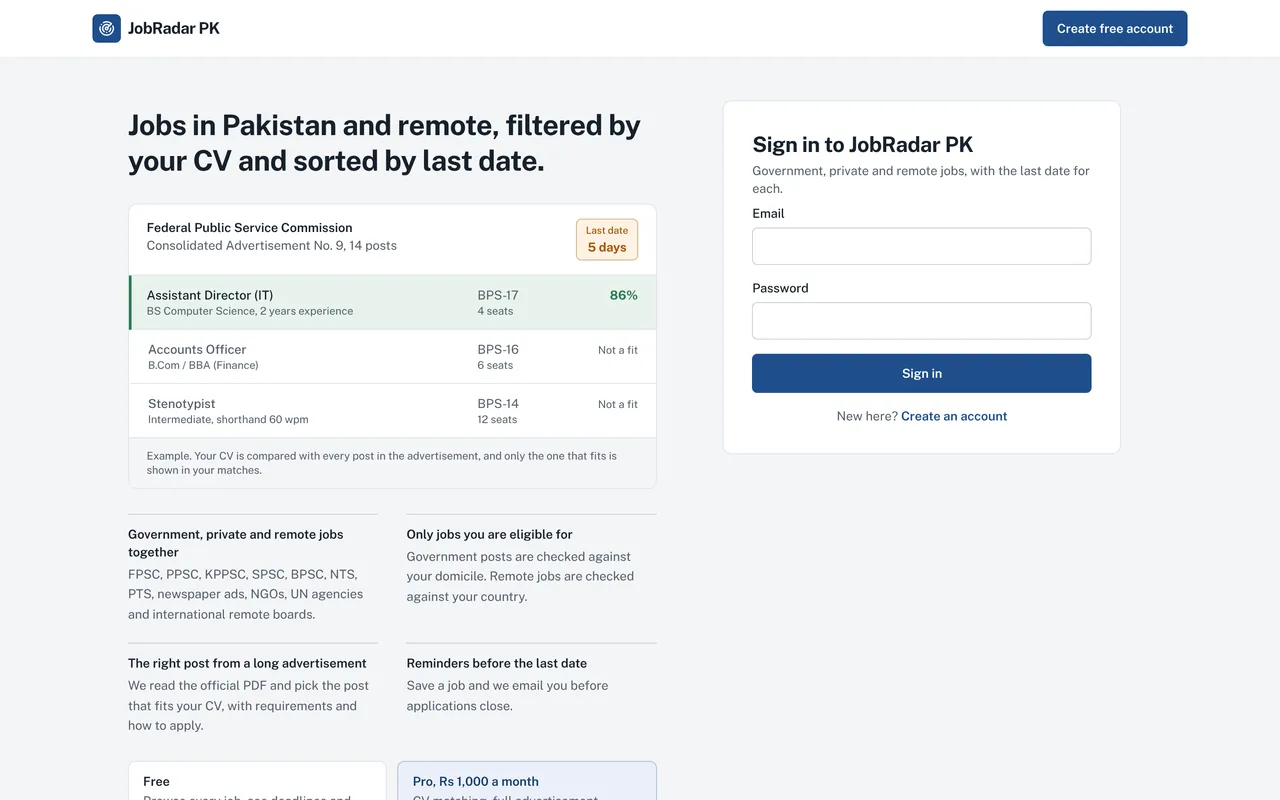 JobRadar PK
Create free account
Jobs in Pakistan and remote, filtered by
your CV and sorted by last date.
Federal Public Service Commission
Consolidated Advertisement No. 9, 14 posts
Last date
5 days
Assistant Director (IT)
BS Computer Science, 2 years experience
BPS-17
4 seats
86%
Accounts Officer
B.Com / BBA (Finance)
BPS-16
6 seats
Not a fit
Stenotypist
Intermediate, shorthand 60 wpm
BPS-14
12 seats
Not a fit
Example. Your CV is compared with every post in the advertisement, and only the one that fits is
shown in your matches.
Government, private and remote jobs
together
FPSC, PPSC, KPPSC, SPSC, BPSC, NTS,
PTS, newspaper ads, NGOs, UN agencies
and international remote boards.
Only jobs you are eligible for
Government posts are checked against
your domicile. Remote jobs are checked
against your country.
The right post from a long advertisement
We read the official PDF and pick the post
that fits your CV, with requirements and
how to apply.
Reminders before the last date
Save a job and we email you before
applications close.
Free
Browse every job, see deadlines and
Pro, Rs 1,000 a month
CV matching, full advertisement
Sign in to JobRadar PK
Government, private and remote jobs, with the last date for
each.
Email
Password
Sign in
New here? Create an account